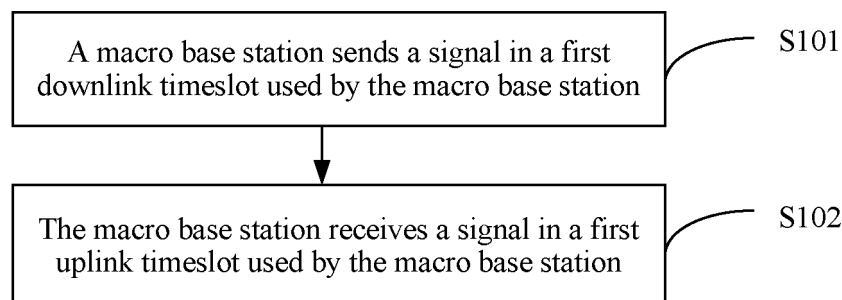 A macro base station sends a signal in a first
downlink timeslot used by the macro base station
S101
The macro base station receives a signal in a first
uplink timeslot used by the macro base station
S102